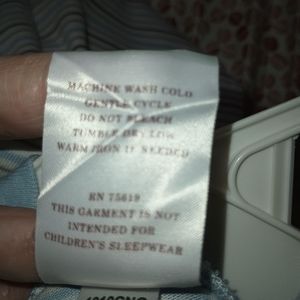 MACHINE WASH COLD
GENTLE CYCLE
DO NOT BLEACH
TUMBLE DRY LOW
WARM IRON IF NEEDED
RN 75619
THIS GARMENT IS NOT
INTENDED FOR
CHILDREN'S SLEEPWEAR